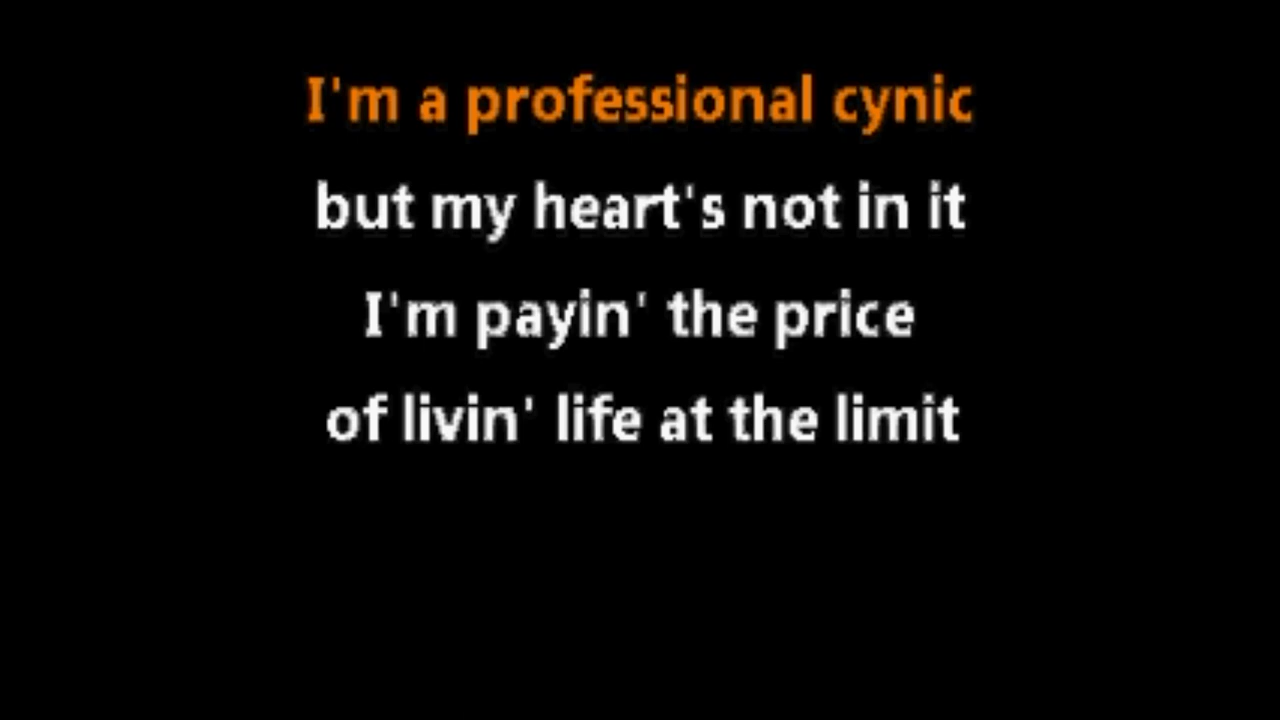 I'm a professional cynic
but my heart's not in it
I'm payin' the price
of livin' life at the limit